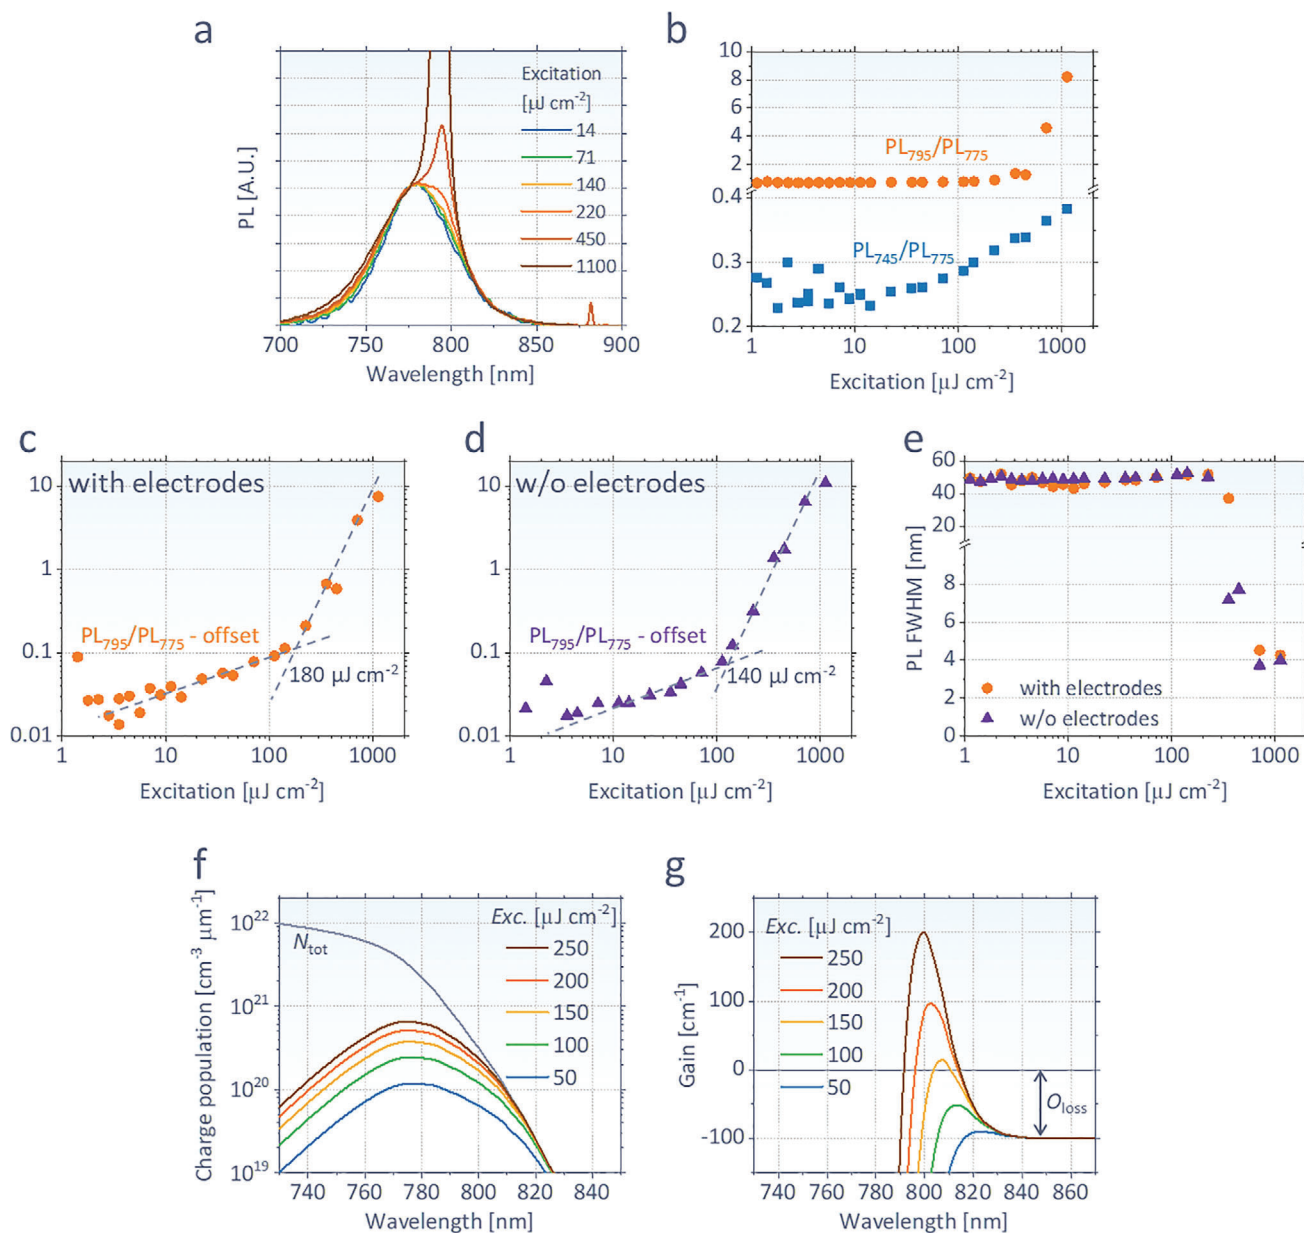 a
PL [A.U.]
Excitation
[µJ cm⁻²]
14
71
140
220
450
1100
700 750 800 850 900
Wavelength [nm]
b
10
8
6
4
2
0.4
0.3
0.2
PL₇₉₅/PL₇₇₅
PL₇₄₅/PL₇₇₅
1 10 100 1000
Excitation [µJ cm⁻²]
c
with electrodes
10
1
0.1
0.01
PL₇₉₅/PL₇₇₅ - offset
180 µJ cm⁻²
1 10 100 1000
Excitation [µJ cm⁻²]
d
w/o electrodes
10
1
0.1
0.01
PL₇₉₅/PL₇₇₅ - offset
140 µJ cm⁻²
1 10 100 1000
Excitation [µJ cm⁻²]
e
PL FWHM [nm]
60
40
20
8
6
4
2
0
with electrodes
w/o electrodes
1 10 100 1000
Excitation [µJ cm⁻²]
f
Charge population [cm⁻³ µm⁻¹]
10²²
10²¹
10²⁰
10¹⁹
Nₜₒₜ
Exc. [µJ cm⁻²]
250
200
150
100
50
740 760 780 800 820 840
Wavelength [nm]
g
Gain [cm⁻¹]
200
100
0
-100
Exc. [µJ cm⁻²]
250
200
150
100
50
Oₗₒₛₛ
740 760 780 800 820 840 860
Wavelength [nm]